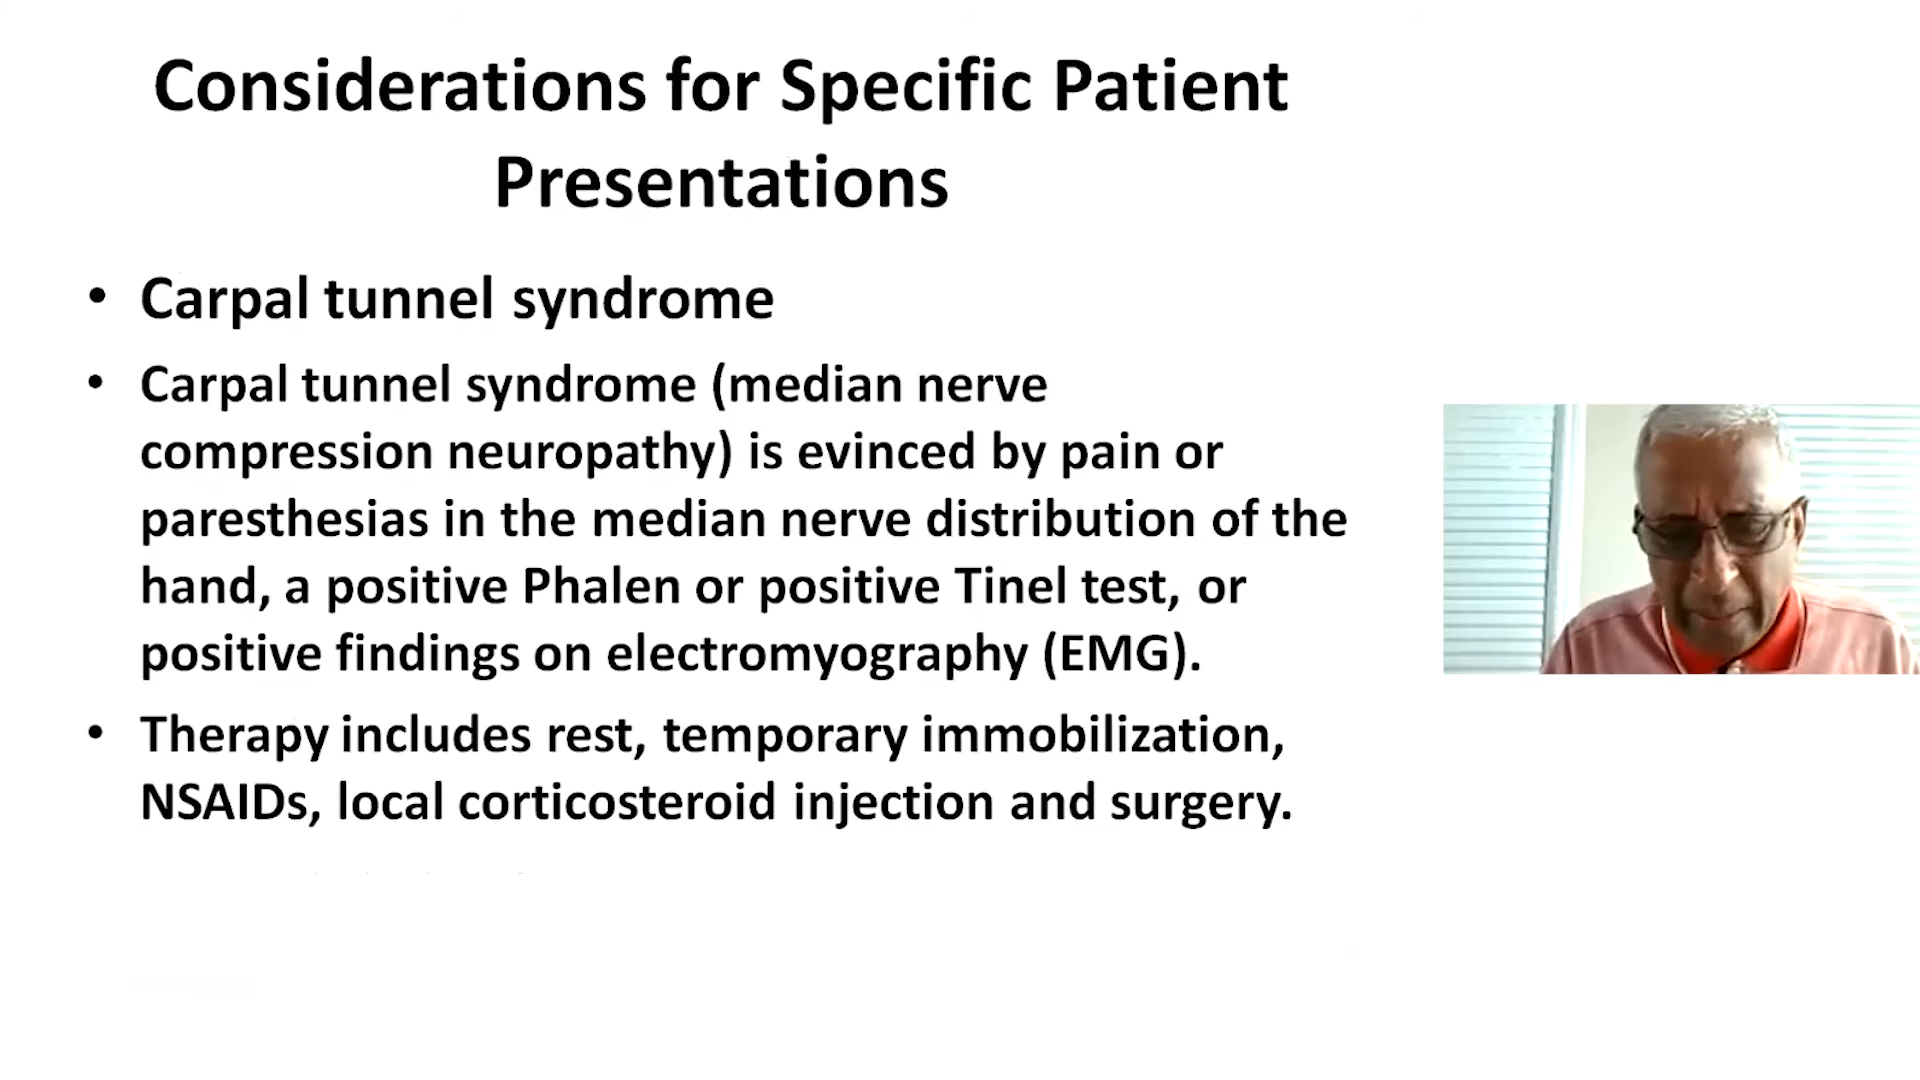 Considerations for Specific Patient
Presentations
• Carpal tunnel syndrome
• Carpal tunnel syndrome (median nerve
compression neuropathy) is evinced by pain or
paresthesias in the median nerve distribution of the
hand, a positive Phalen or positive Tinel test, or
positive findings on electromyography (EMG).
• Therapy includes rest, temporary immobilization,
NSAIDs, local corticosteroid injection and surgery.